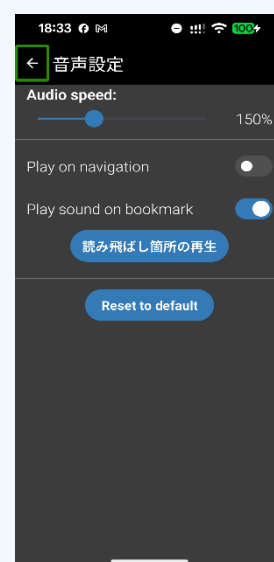 18:33
100
音声設定
Audio speed:
150%
Play on navigation
Play sound on bookmark
読み飛ばし箇所の再生
Reset to default